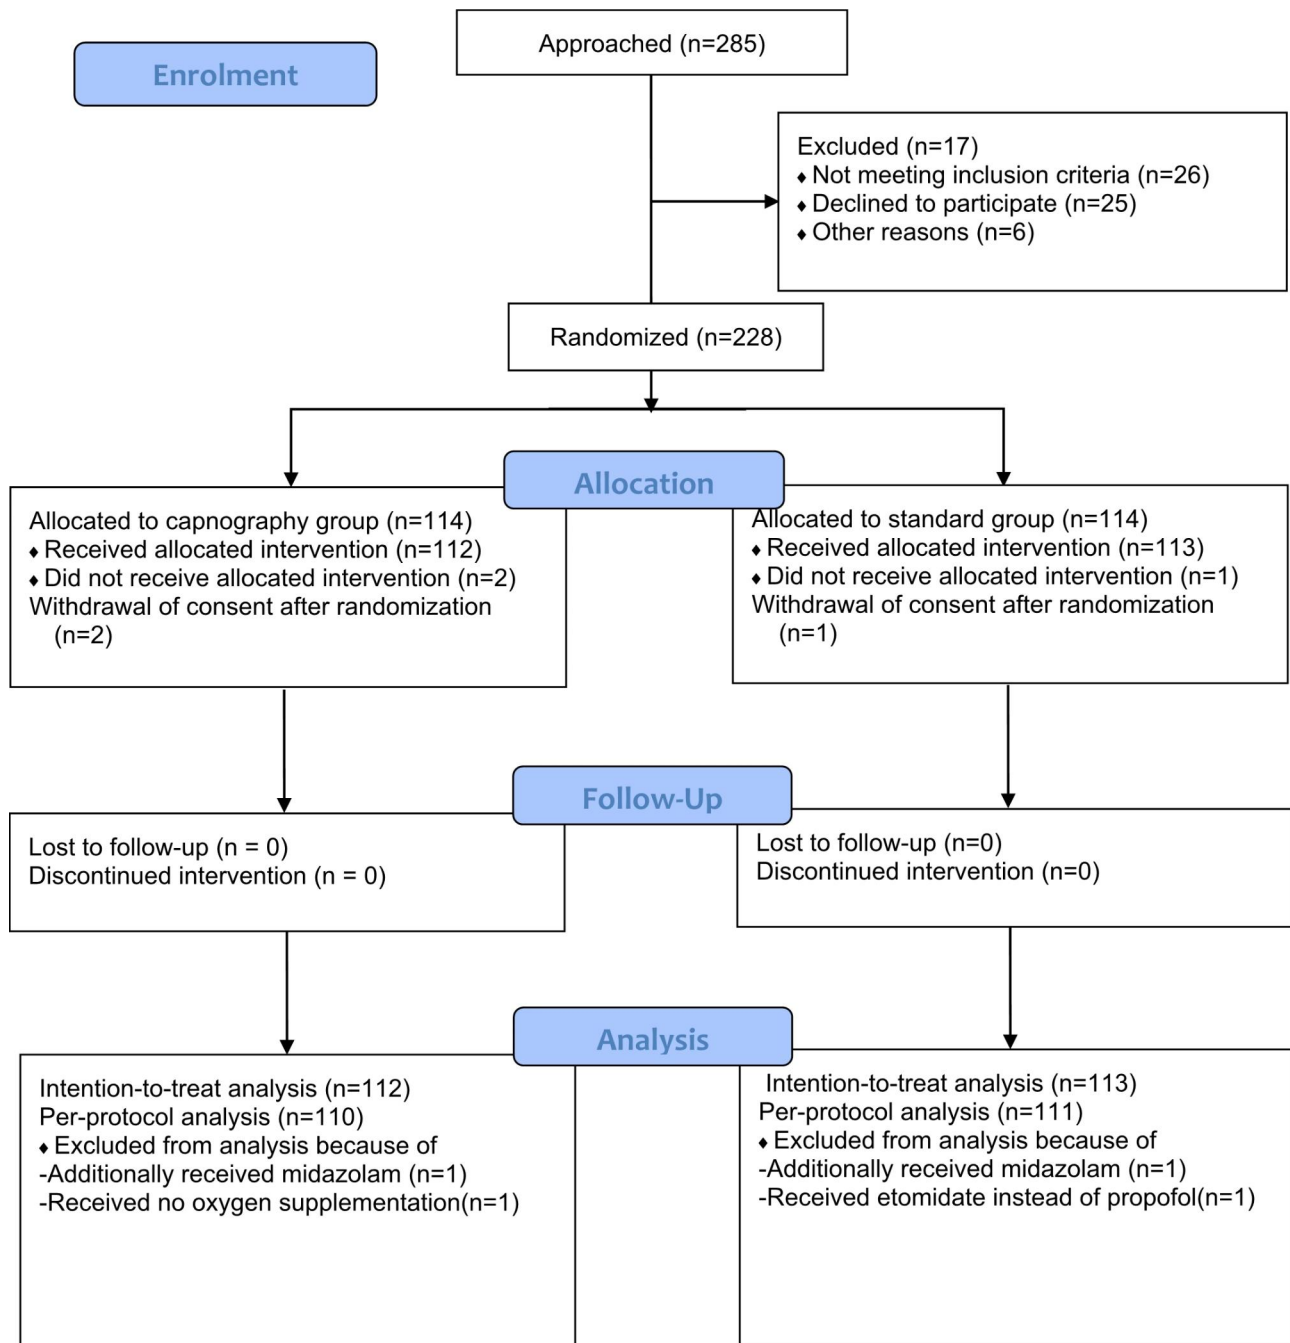 Approached (n=285)
Enrolment
Excluded (n=17)
♦ Not meeting inclusion criteria (n=26)
♦ Declined to participate (n=25)
♦ Other reasons (n=6)
Randomized (n=228)
Allocation
Allocated to capnography group (n=114)
♦ Received allocated intervention (n=112)
♦ Did not receive allocated intervention (n=2)
Withdrawal of consent after randomization
(n=2)
Allocated to standard group (n=114)
♦ Received allocated intervention (n=113)
♦ Did not receive allocated intervention (n=1)
Withdrawal of consent after randomization
(n=1)
Follow-Up
Lost to follow-up (n = 0)
Discontinued intervention (n = 0)
Lost to follow-up (n=0)
Discontinued intervention (n=0)
Analysis
Intention-to-treat analysis (n=112)
Per-protocol analysis (n=110)
♦ Excluded from analysis because of
-Additionally received midazolam (n=1)
-Received no oxygen supplementation(n=1)
Intention-to-treat analysis (n=113)
Per-protocol analysis (n=111)
♦ Excluded from analysis because of
-Additionally received midazolam (n=1)
-Received etomidate instead of propofol(n=1)